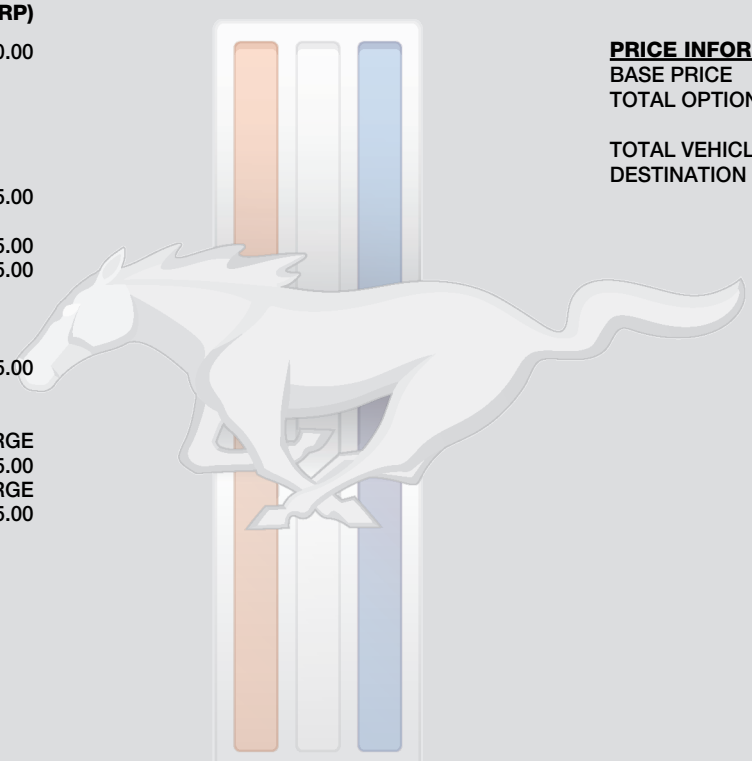 RP)
0.00
5.00
5.00
5.00
5.00
RGE
5.00
RGE
5.00
PRICE INFOR
BASE PRICE
TOTAL OPTION
TOTAL VEHICL
DESTINATION